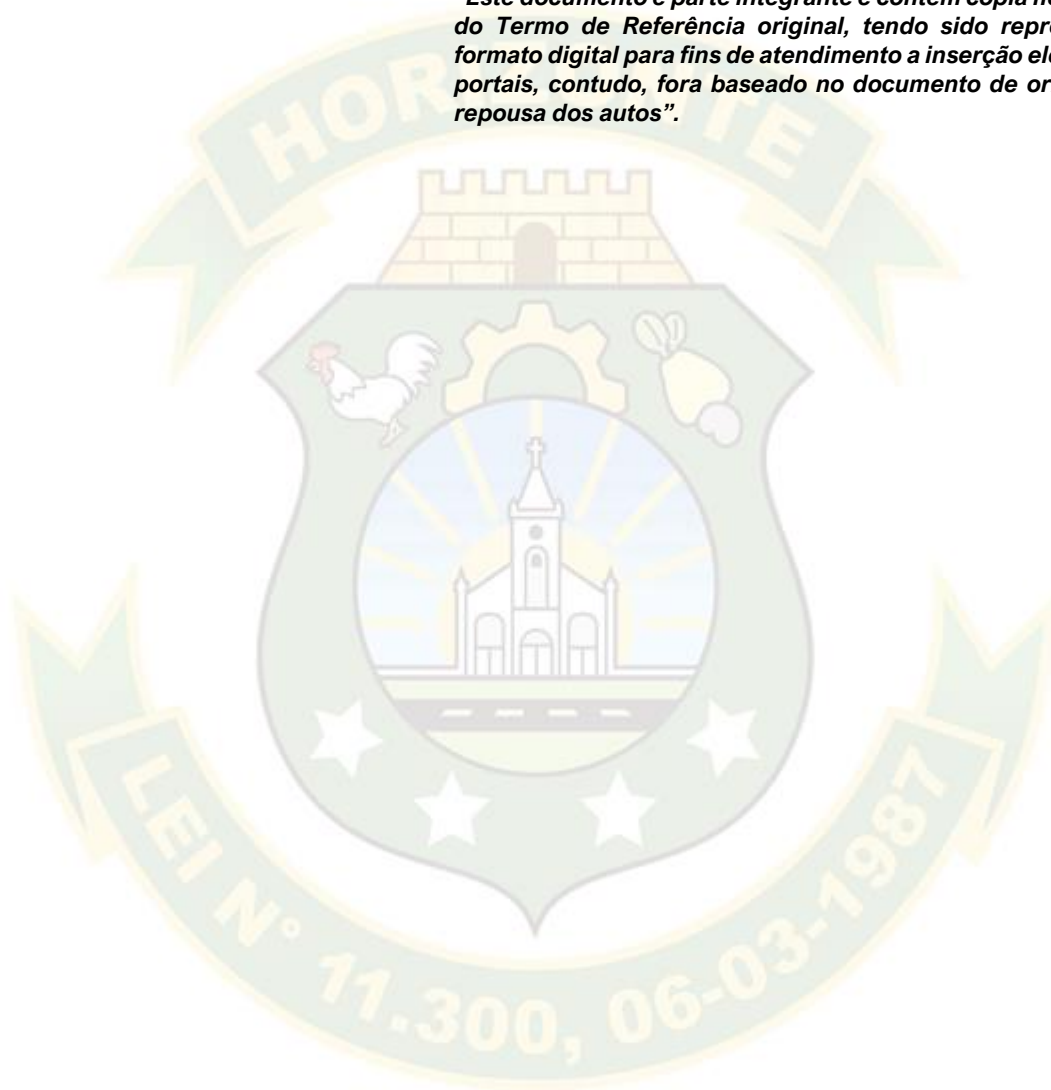 Este documento é parte integrante e contém cópia
do Termo de Referência original, tendo sido
formato digital para fins de atendimento a inserção
portais, contudo, fora baseado no documento de
repousa dos autos”.
HORIZONTE
LEI N° 11.300, 06-03-1987